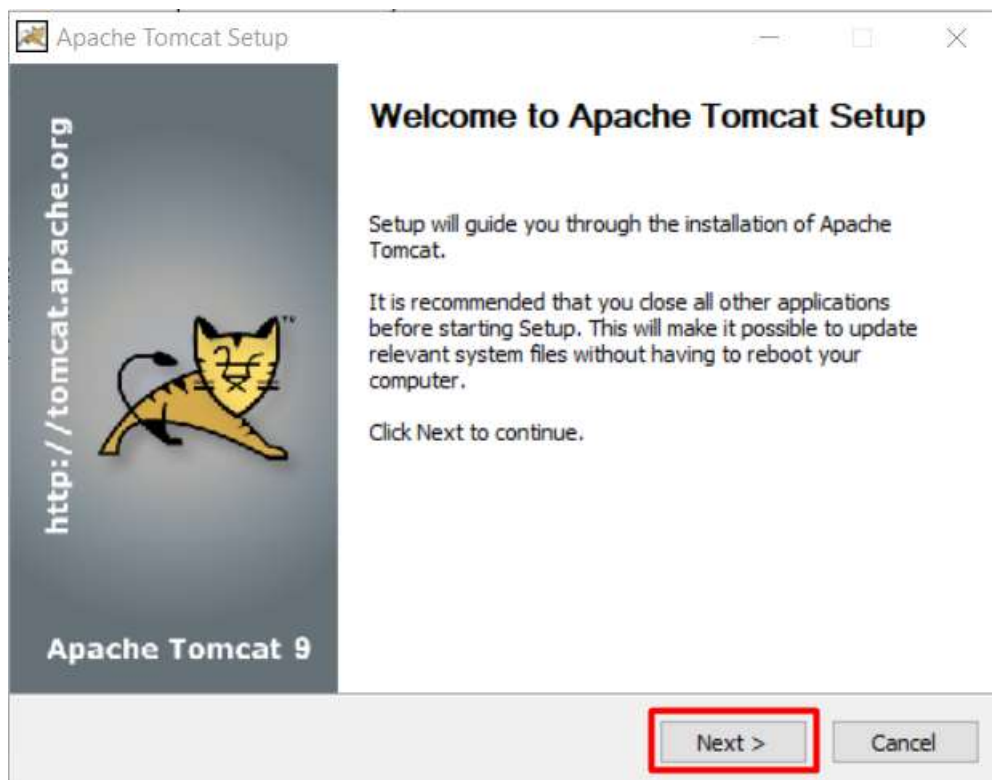 Apache Tomcat Setup
http://tomcat.apache.org
Welcome to Apache Tomcat Setup
Setup will guide you through the installation of Apache
Tomcat.
It is recommended that you close all other applications
before starting Setup. This will make it possible to update
relevant system files without having to reboot your
computer.
Click Next to continue.
TM
Apache Tomcat 9
Next >
Cancel